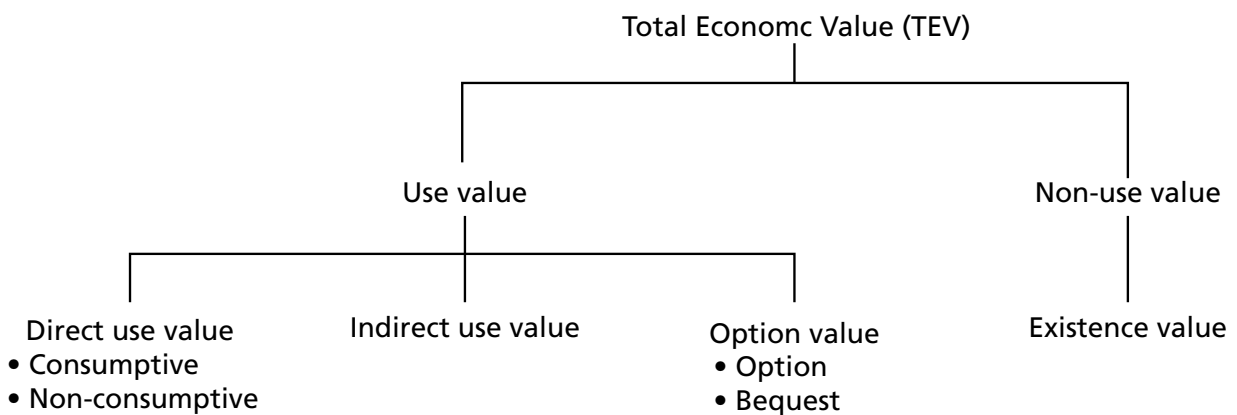 Total Economc Value (TEV)
Use value
Non-use value
Direct use value
• Consumptive
• Non-consumptive
Indirect use value
Option value
• Option
• Bequest
Existence value